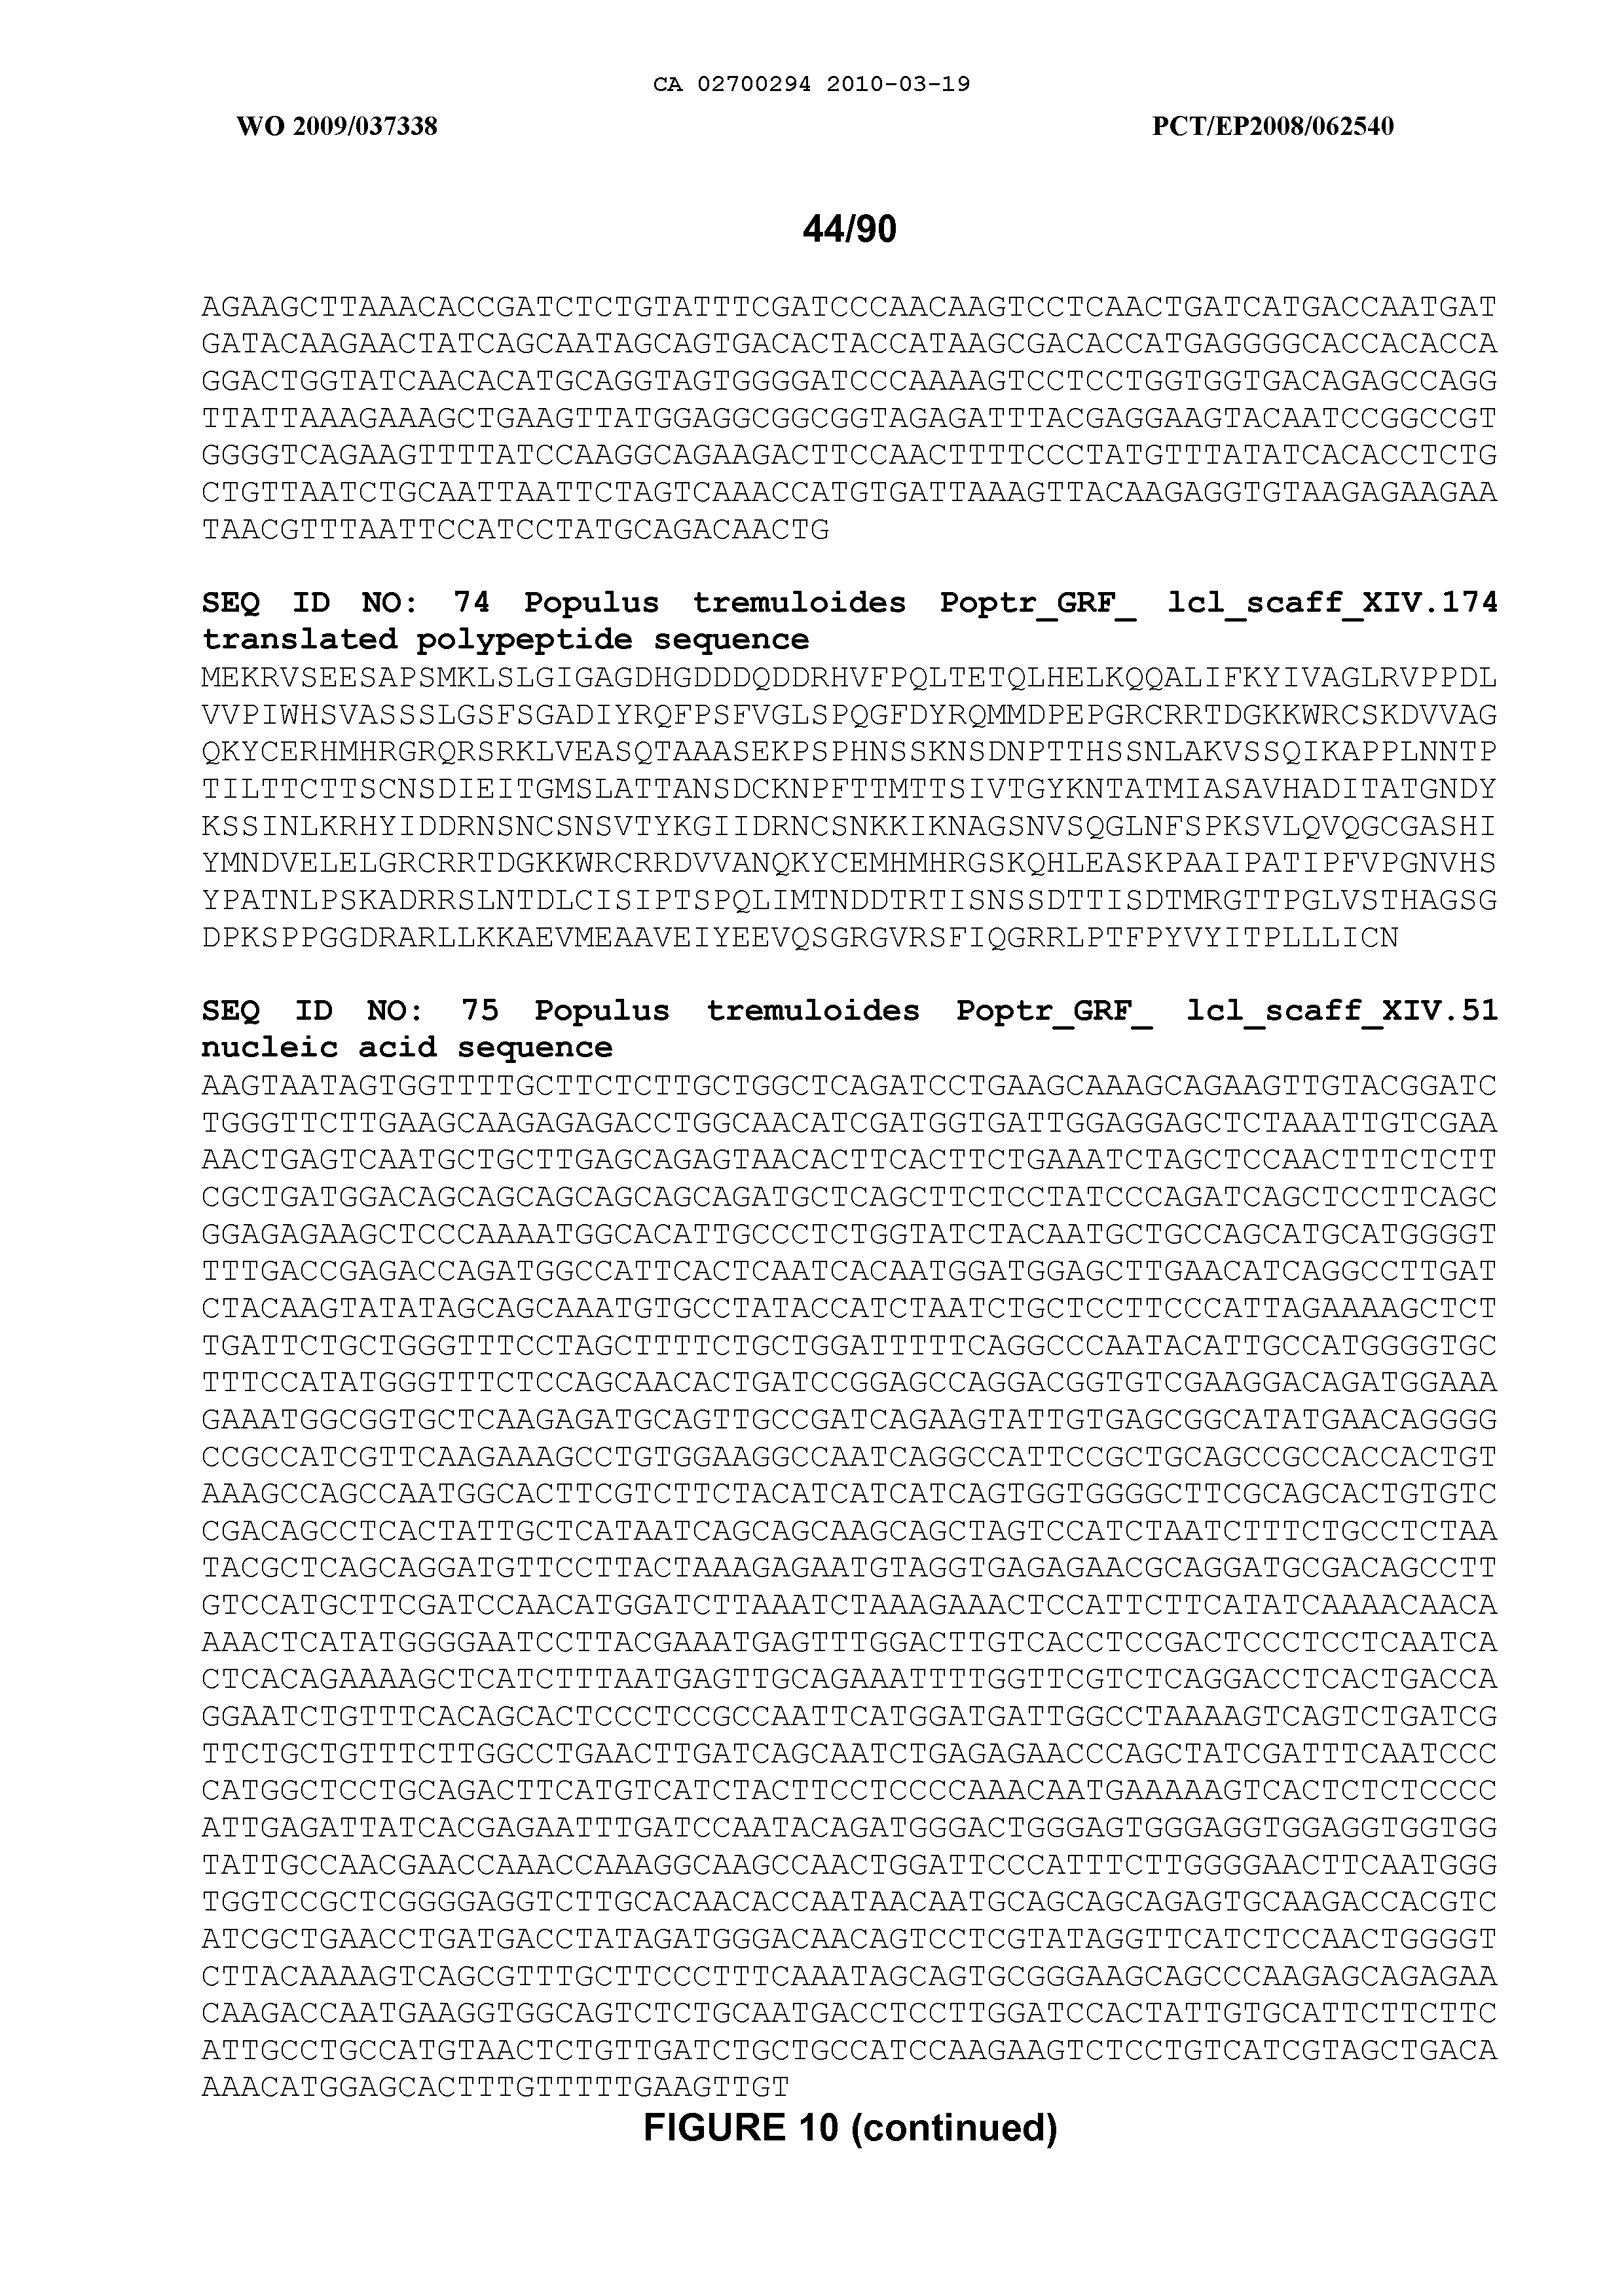 CA 02700294 2010-03-19
WO 2009/037338 PCT/EP2008/062540
44/90
AGAAGCTTAAACACCGATCTCTGTATTTCGATCCCAACAAGTCCTCAACTGATCATGACCAATGAT
GATACAAGAACTATCAGCAATAGCAGTGACACTACCATAAGCGACACCATGAGGGGCACCACACCA
GGACTGGTATCAACACATGCAGGTAGTGGGGATCCCAAAAGTCCTCCTGGTGGTGACAGAGCCAGG
TTATTAAAGAAAGCTGAAGTTATGGAGGCGGCGGTAGAGATTTACGAGGAAGTACAATCCGGCCGT
GGGGTCAGAAGTTTTATCCAAGGCAGAAGACTTCCAACTTTTCCCTATGTTTATATCACACCTCTG
CTGTTAATCTGCAATTAATTCTAGTCAAACCATGTGATTAAAGTTACAAGAGGTGTAAGAGAAGAA
TAACGTTTAATTCCATCCTATGCAGACAACTG
SEQ ID NO: 74 Populus tremuloides Poptr_GRF_ lcl_scaff_XIV.174
translated polypeptide sequence
MEKRVSEESAPSMKLSLGIGAGDHGDDDQDDRHVFPQLTETQLHELKQQALIFKYIVAGLRVPPDL
VVPIWHSVASSSLGSFSGADIYRQFPSFVGLSPQGFDYRQMMDPEPGRCRRTDGKKWRCSKDVVAG
QKYCERHMHRGRQRSRKLVEASQTAAASEKPSPHNSSKNSDNPTTHSSNLAKVSSQIKAPPLNNTP
TILTTCTTSCNSDIEITGMSLATTANSDCKNPFTTMTTSIVTGYKNTATMIASAVHADITATGNDY
KSSINLKRHYIDDRNSNCSNSVTYKGIIDRNCSNKKIKNAGSNVSQGLNFSPKSVLQVQGCGASHI
YMNDVELELGRCRRTDGKKWRCRRDVVANQKYCEMHMHRGSKQHLEASKPAAIPATIPFVPGNVHS
YPATNLPSKADRRSLNTDLCISIPTSPQLIMTNDDTRTISNSSDTTISDTMRGTTPGLVSTHAGSG
DPKSPPGGDRARLLKKAEVMEAAVEIYEEVQSGRGVRSFIQGRRLPTFPYVYITPLLLICN
SEQ ID NO: 75 Populus tremuloides Poptr_GRF_ lcl_scaff_XIV.51
nucleic acid sequence
AAGTAATAGTGGTTTTGCTTCTCTTGCTGGCTCAGATCCTGAAGCAAAGCAGAAGTTGTACGGATC
TGGGTTCTTGAAGCAAGAGAGACCTGGCAACATCGATGGTGATTGGAGGAGCTCTAAATTGTCGAA
AACTGAGTCAATGCTGCTTGAGCAGAGTAACACTTCACTTCTGAAATCTAGCTCCAACTTTCTCTT
CGCTGATGGACAGCAGCAGCAGCAGATGCTCAGCTTCTCCTATCCCAGATCAGCTCCTTCAGC
GGAGAGAAGCTCCCAAAATGGCACATTGCCCTCTGGTATCTACAATGCTGCCAGCATGCATGGGGT
TTTGACCGAGACCAGATGGCCATTCACTCAATCACAATGGATGGAGCTTGAACATCAGGCCTTGAT
CTACAAGTATATAGCAGCAAATGTGCCTATACCATCTAATCTGCTCCTTCCCATTAGAAAAGCTCT
TGATTCTGCTGGGTTTCCTAGCTTTTCTGCTGGATTTTTCAGGCCCAATACATTGCCATGGGGTGC
TTTCCATATGGGTTTCTCCAGCAACACTGATCCGGAGCCAGGACGGTGTCGAAGGACAGATGGAAA
GAAATGGCGGTGCTCAAGAGATGCAGTTGCCGATCAGAAGTATTGTGAGCGGCATATGAACAGGGG
CCGCCATCGTTCAAGAAAGCCTGTGGAAGGCCAATCAGGCCATTCCGCTGCAGCCGCCACCACTGT
AAAGCCAGCCAATGGCACTTCGTCTTCTACATCATCATCAGTGGTGGGGCTTCGCAGCACTGTGTC
CGACAGCCTCACTATTGCTCATAATCAGCAGCAAGCAGCTAGTCCATCTAATCTTTCTGCCTCTAA
TACGCTCAGCAGGATGTTCCTTACTAAAGAGAATGTAGGTGAGAGAACGCAGGATGCGACAGCCTT
GTCCATGCTTCGATCCAACATGGATCTTAAATCTAAAGAAACTCCATTCTTCATATCAAAACAACA
AAACTCATATGGGGAATCCTTACGAAATGAGTTTGGACTTGTCACCTCCGACTCCCTCCTCAATCA
CTCACAGAAAAGCTCATCTTTAATGAGTTGCAGAAATTTTGGTTCGTCTCAGGACCTCACTGACCA
GGAATCTGTTTCACAGCACTCCCTCCGCCAATTCATGGATGATTGGCCTAAAAGTCAGTCTGATCG
TTCTGCTGTTTCTTGGCCTGAACTTGATCAGCAATCTGAGAGAACCCAGCTATCGATTTCAATCCC
CATGGCTCCTGCAGACTTCATGTCATCTACTTCCTCCCCAAACAATGAAAAAGTCACTCTCTCCCC
ATTGAGATTATCACGAGAATTTGATCCAATACAGATGGGACTGGGAGTGGGAGGTGGAGGTGGTGG
TATTGCCAACGAACCAAACCAAAGGCAAGCCAACTGGATTCCCATTTCTTGGGGAACTTCAATGGG
TGGTCCGCTCGGGGAGGTCTTGCACAACACCAATAACAATGCAGCAGCAGAGTGCAAGACCACGTC
ATCGCTGAACCTGATGACCTATAGATGGGACAACAGTCCTCGTATAGGTTCATCTCCAACTGGGGT
CTTACAAAAGTCAGCGTTTGCTTCCCTTTCAAATAGCAGTGCGGGAAGCAGCCCAAGAGCAGAGAA
CAAGACCAATGAAGGTGGCAGTCTCTGCAATGACCTCCTTGGATCCACTATTGTGCATTCTTCTTC
ATTGCCTGCCATGTAACTCTGTTGATCTGCTGCCATCCAAGAAGTCTCCTGTCATCGTAGCTGACA
AAACATGGAGCACTTTGTTTTTGAAGTTGT
FIGURE 10 (continued)